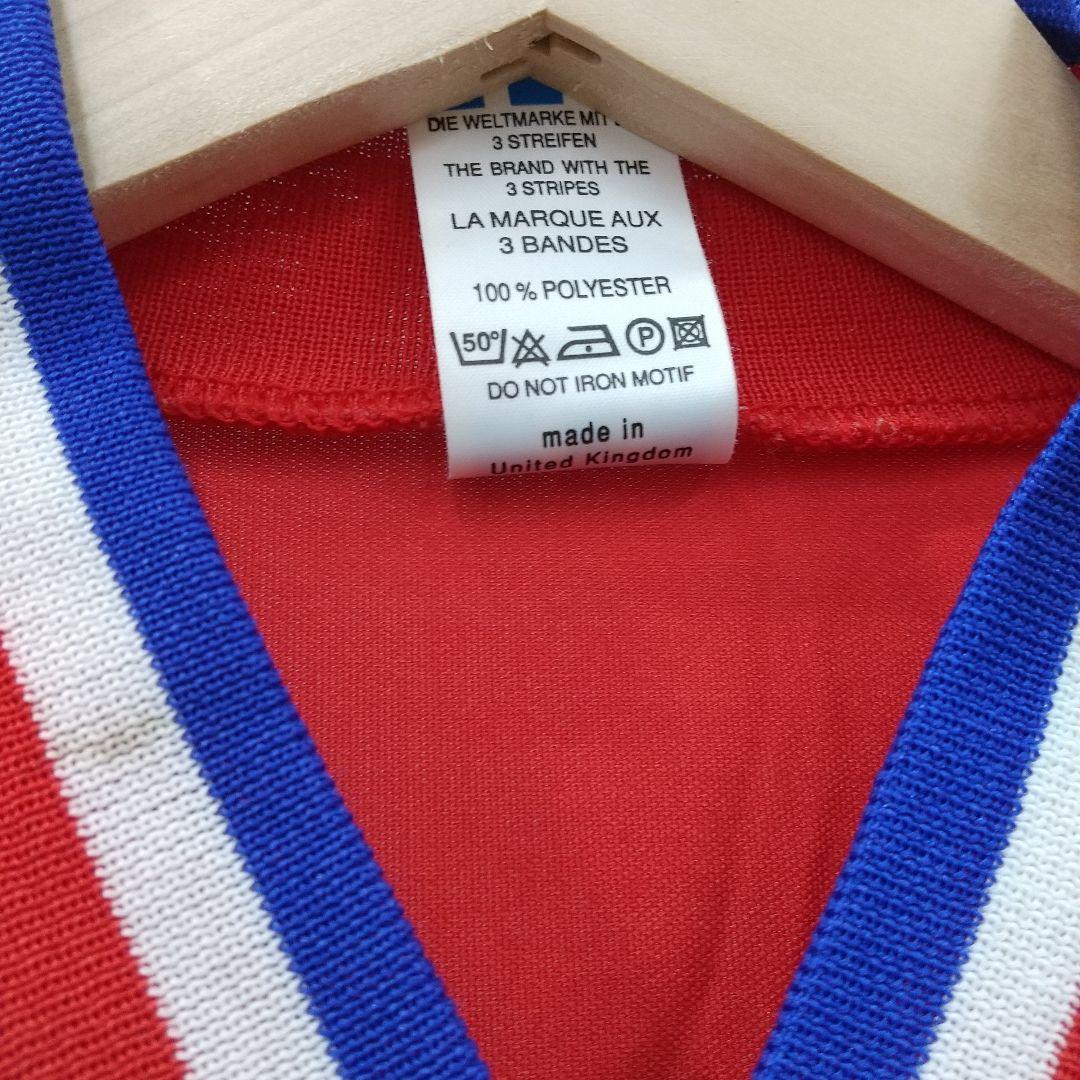 DIE WELTMARKE MIT
3 STREIFEN
THE BRAND WITH THE
3 STRIPES
LA MARQUE AUX
3 BANDES
100 % POLYESTER
50° P
DO NOT IRON MOTIF
made in
United Kingdom